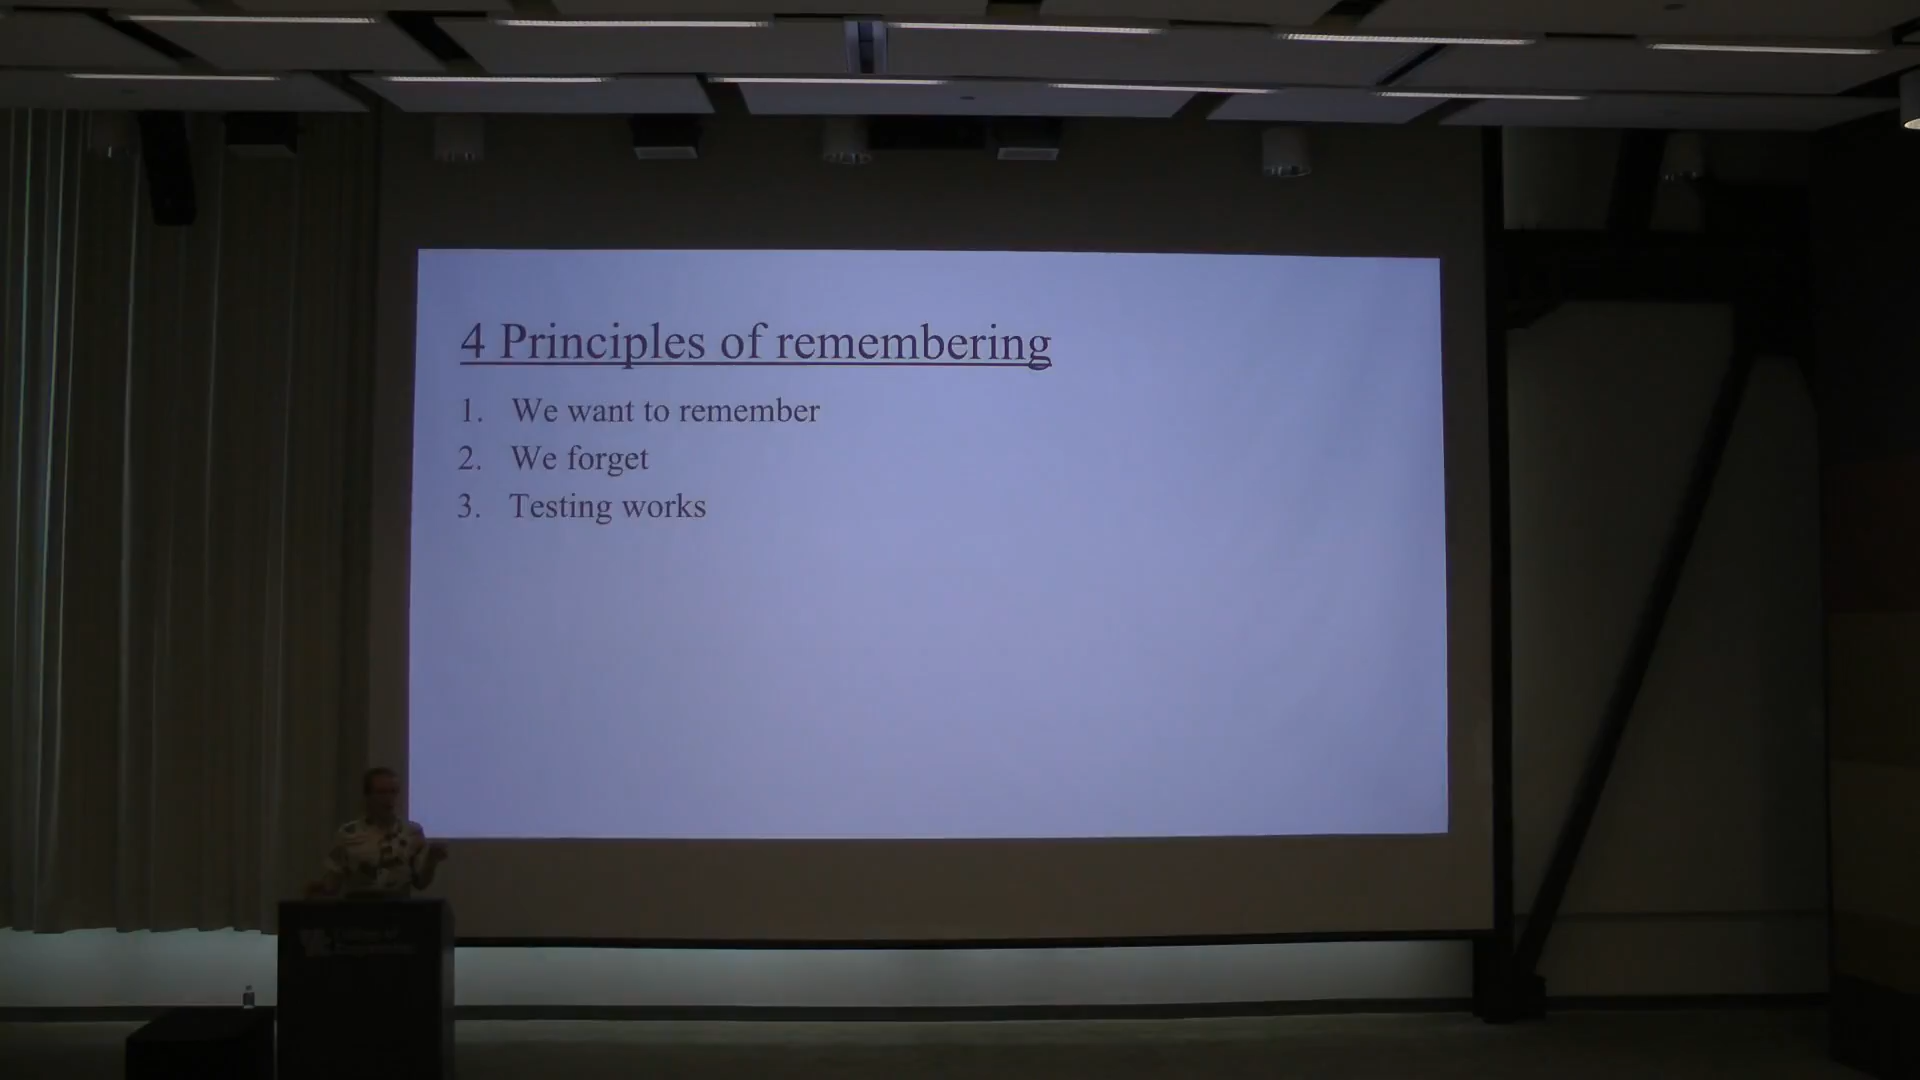 4 Principles of remembering
1. We want to remember
2. We forget
3. Testing works